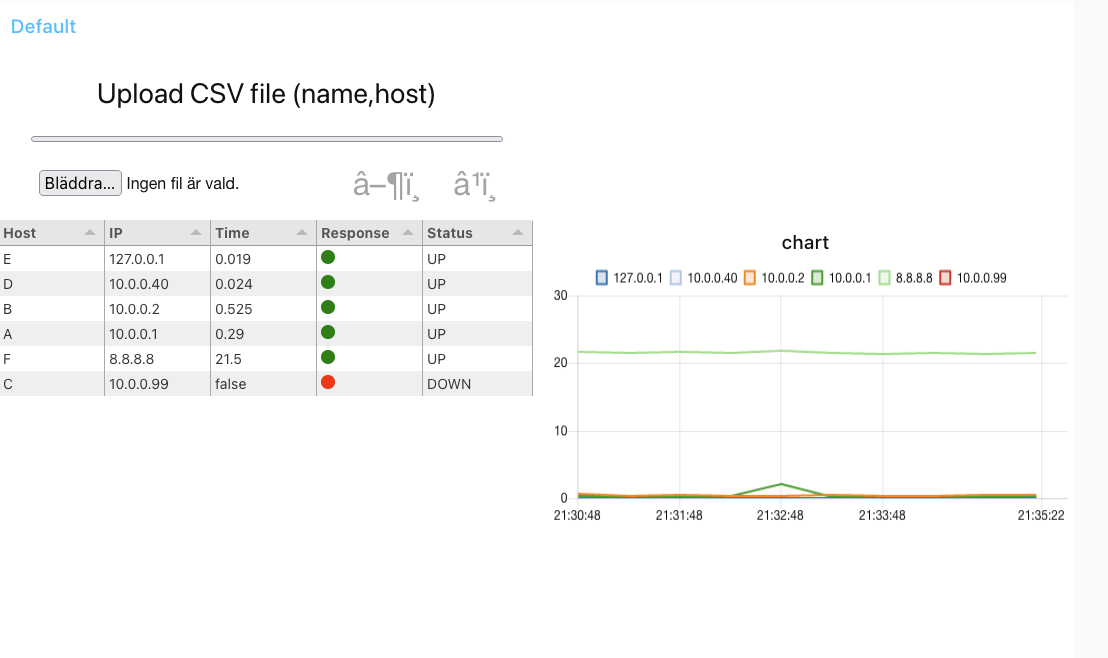 Default
Upload CSV file (name,host)
Bläddra... Ingen fil är vald. â–¶ï¸ â¹ï¸
Host IP Time Response Status
E 127.0.0.1 0.019 UP
D 10.0.0.40 0.024 UP
B 10.0.0.2 0.525 UP
A 10.0.0.1 0.29 UP
F 8.8.8.8 21.5 UP
C 10.0.0.99 false DOWN
chart
127.0.0.1 10.0.0.40 10.0.0.2 10.0.0.1 8.8.8.8 10.0.0.99
30
20
10
0
21:30:48 21:31:48 21:32:48 21:33:48 21:35:22